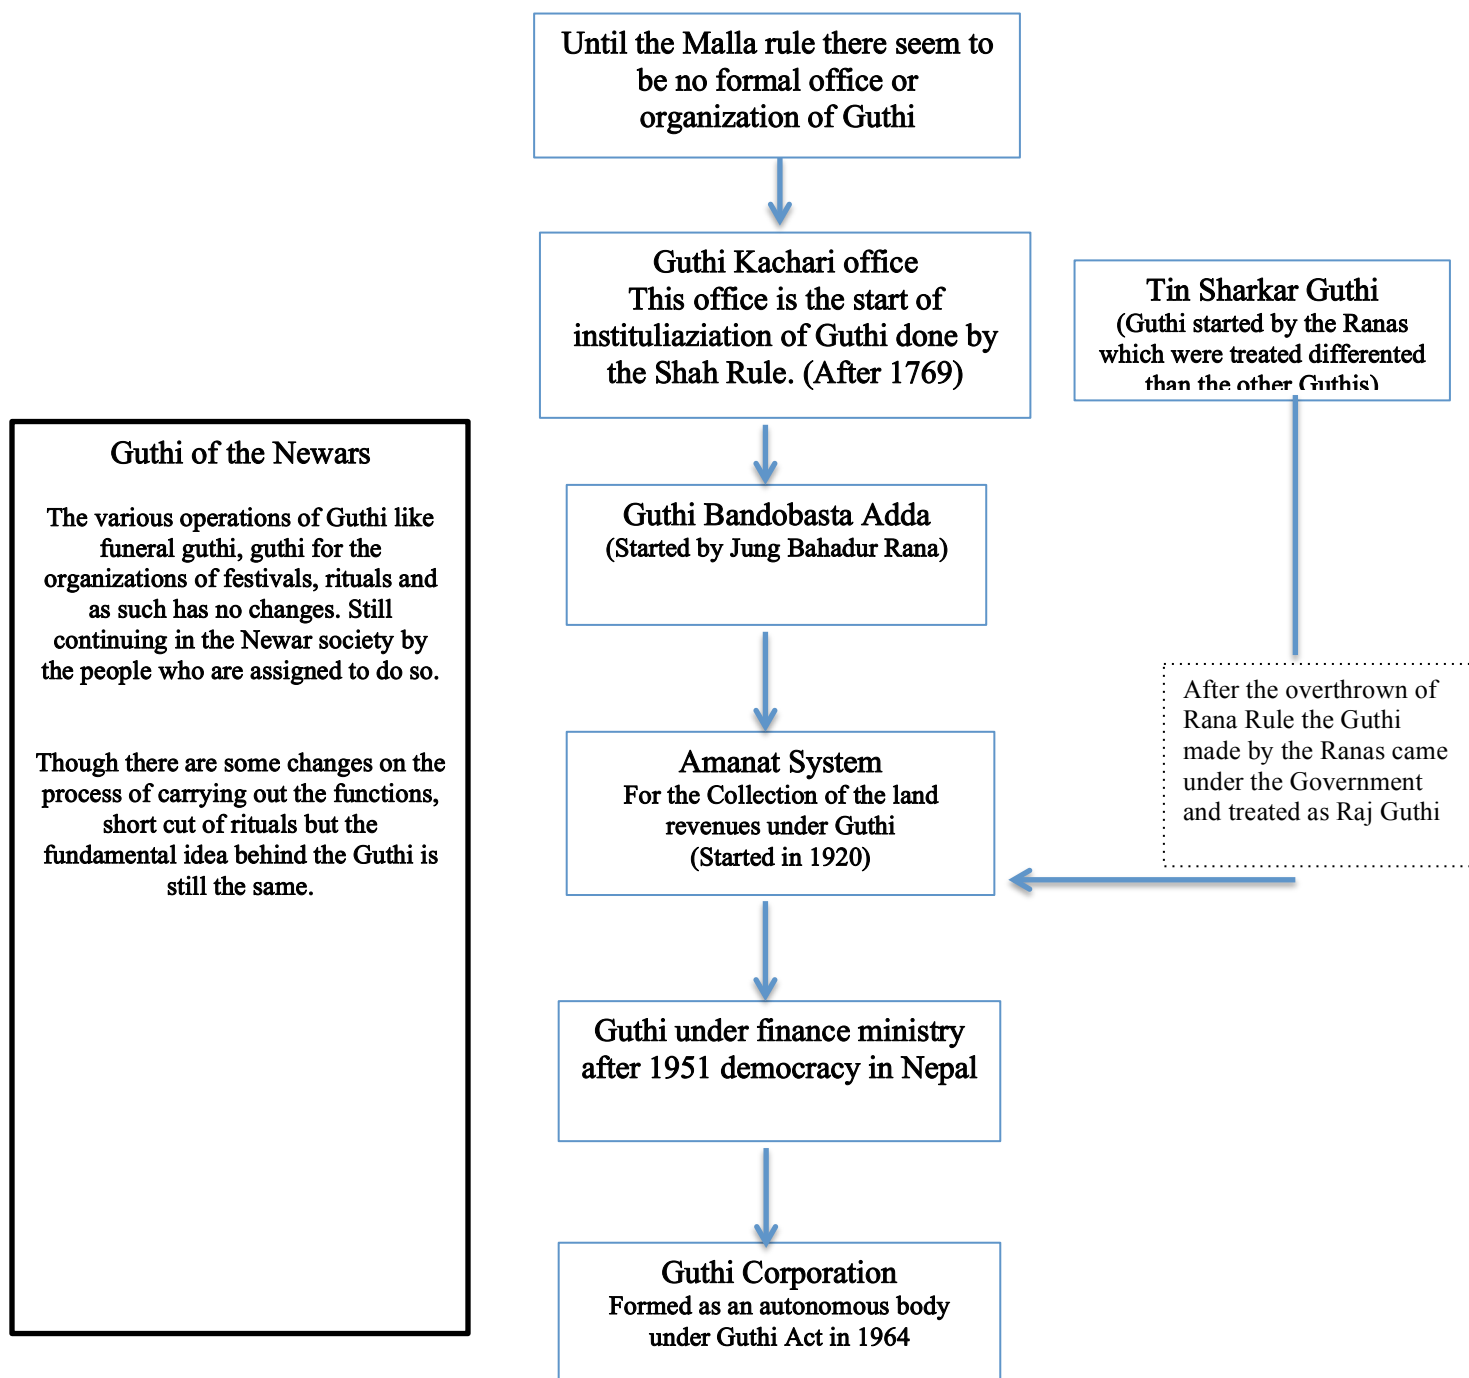 Until the Malla rule there seem to
be no formal office or
organization of Guthi
Guthi Kachari office
This office is the start of
instituliaziation of Guthi done by
the Shah Rule. (After 1769)
Tin Sharkar Guthi
(Guthi started by the Ranas
which were treated differented
than the other Guthis)
Guthi of the Newars
The various operations of Guthi like
funeral guthi, guthi for the
organizations of festivals, rituals and
as such has no changes. Still
continuing in the Newar society by
the people who are assigned to do so.
Though there are some changes on the
process of carrying out the functions,
short cut of rituals but the
fundamental idea behind the Guthi is
still the same.
Guthi Bandobasta Adda
(Started by Jung Bahadur Rana)
After the overthrown of
Rana Rule the Guthi
made by the Ranas came
under the Government
and treated as Raj Guthi
Amanat System
For the Collection of the land
revenues under Guthi
(Started in 1920)
Guthi under finance ministry
after 1951 democracy in Nepal
Guthi Corporation
Formed as an autonomous body
under Guthi Act in 1964